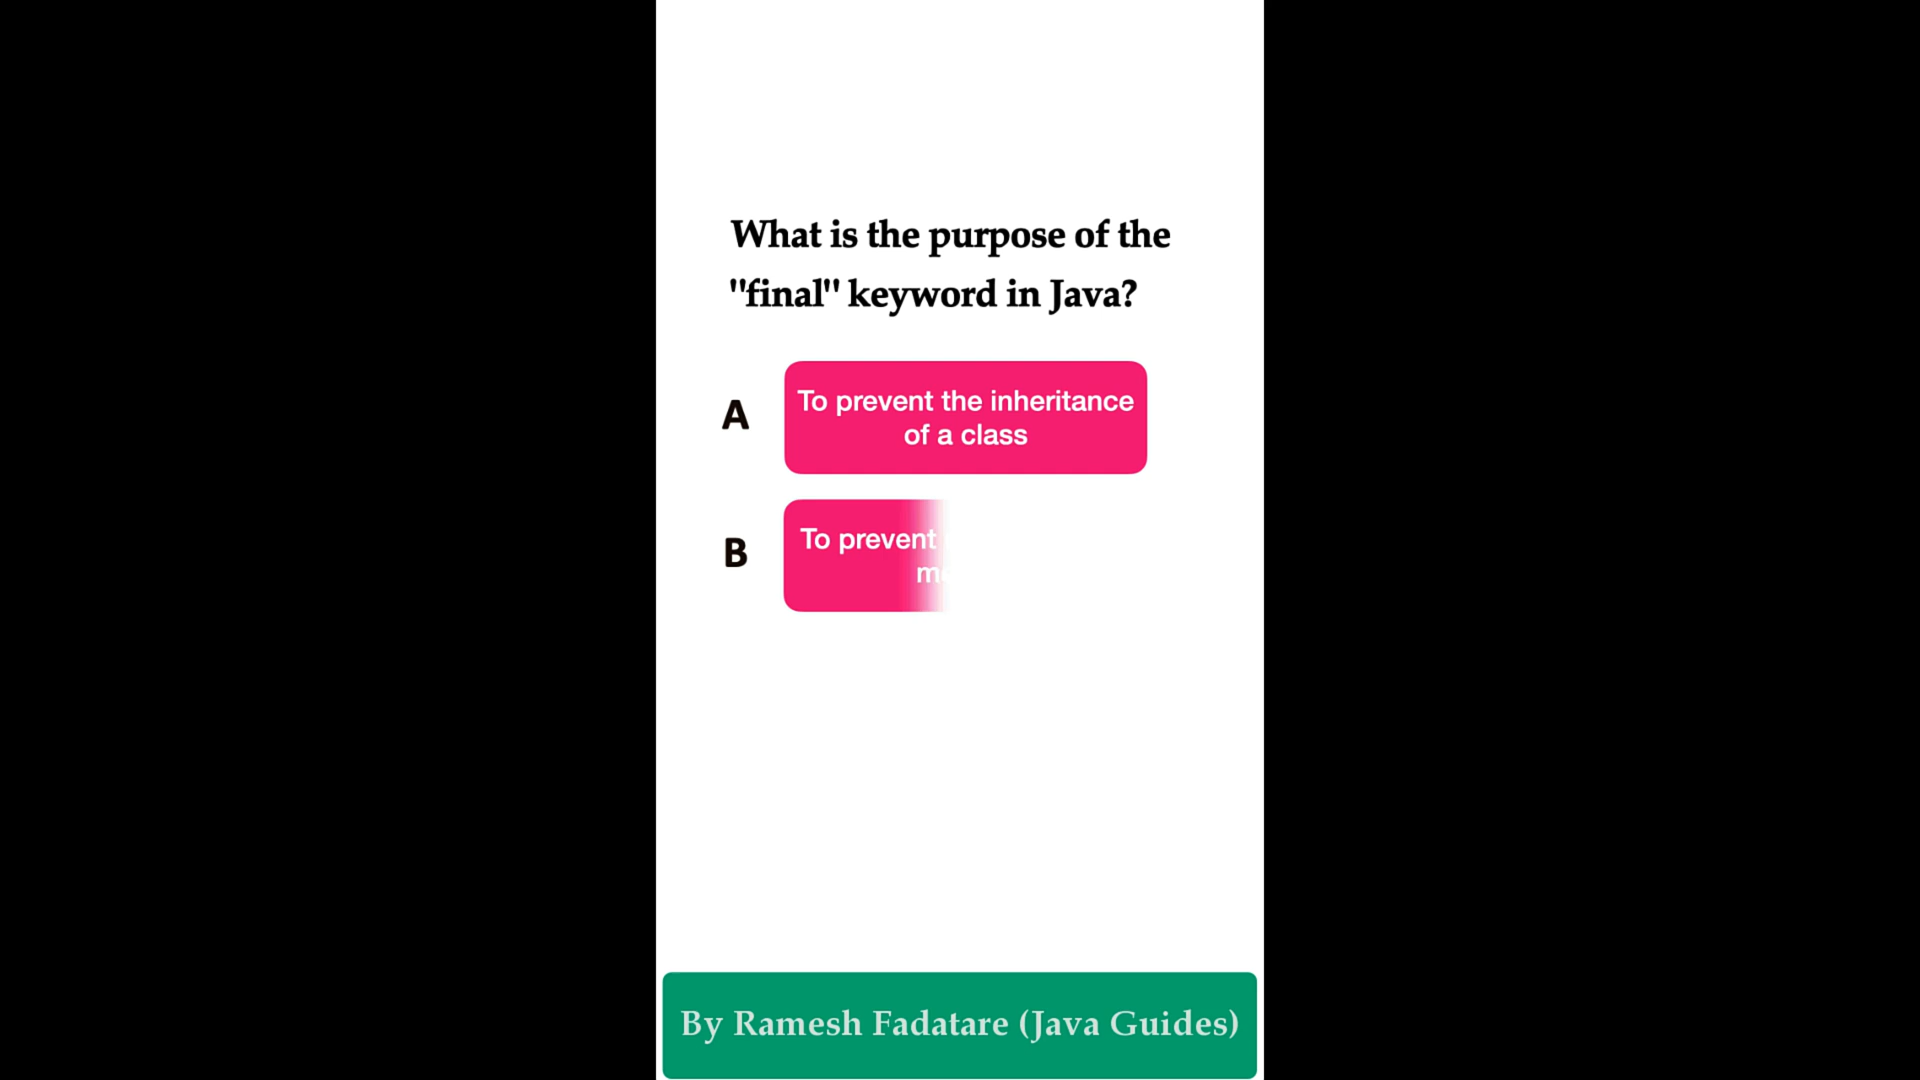 What is the purpose of the
"final" keyword in Java?
A
To prevent the inheritance
of a class
B
To prevent
By Ramesh Fadatare (Java Guides)